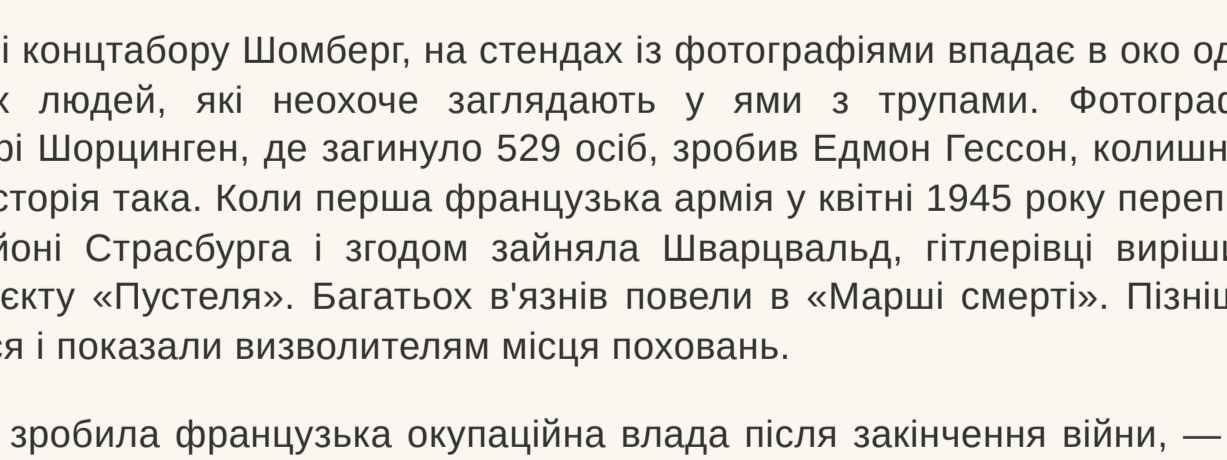 і концтабору Шомберг, на стендах із фотографіями впадає в око од
х людей, які неохоче заглядають у ями з трупами. Фотограф
рі Шорцинген, де загинуло 529 осіб, зробив Едмон Гессон, колишн
сторія така. Коли перша французька армія у квітні 1945 року переп
йоні Страсбурга і згодом зайняла Шварцвальд, гітлерівці виріши
єкту «Пустеля». Багатьох в'язнів повели в «Марші смерті». Пізніш
ся і показали визволителям місця поховань.
зробила французька окупаційна влада після закінчення війни, —